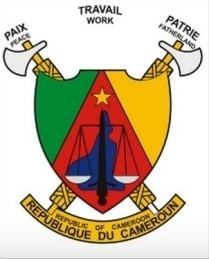 TRAVAIL
WORK
PAIX
PEACE
PATRIE
FATHERLAND
REPUBLIC OF CAMEROON
REPUBLIQUE DU CAMEROUN